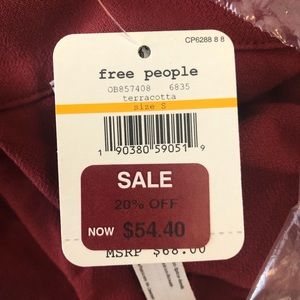 CP6288 8 8
free people
OB857408 6835
terracotta
size S
1 90380 59051 9
SALE
20% OFF
NOW $54.40
MSRP $68.00